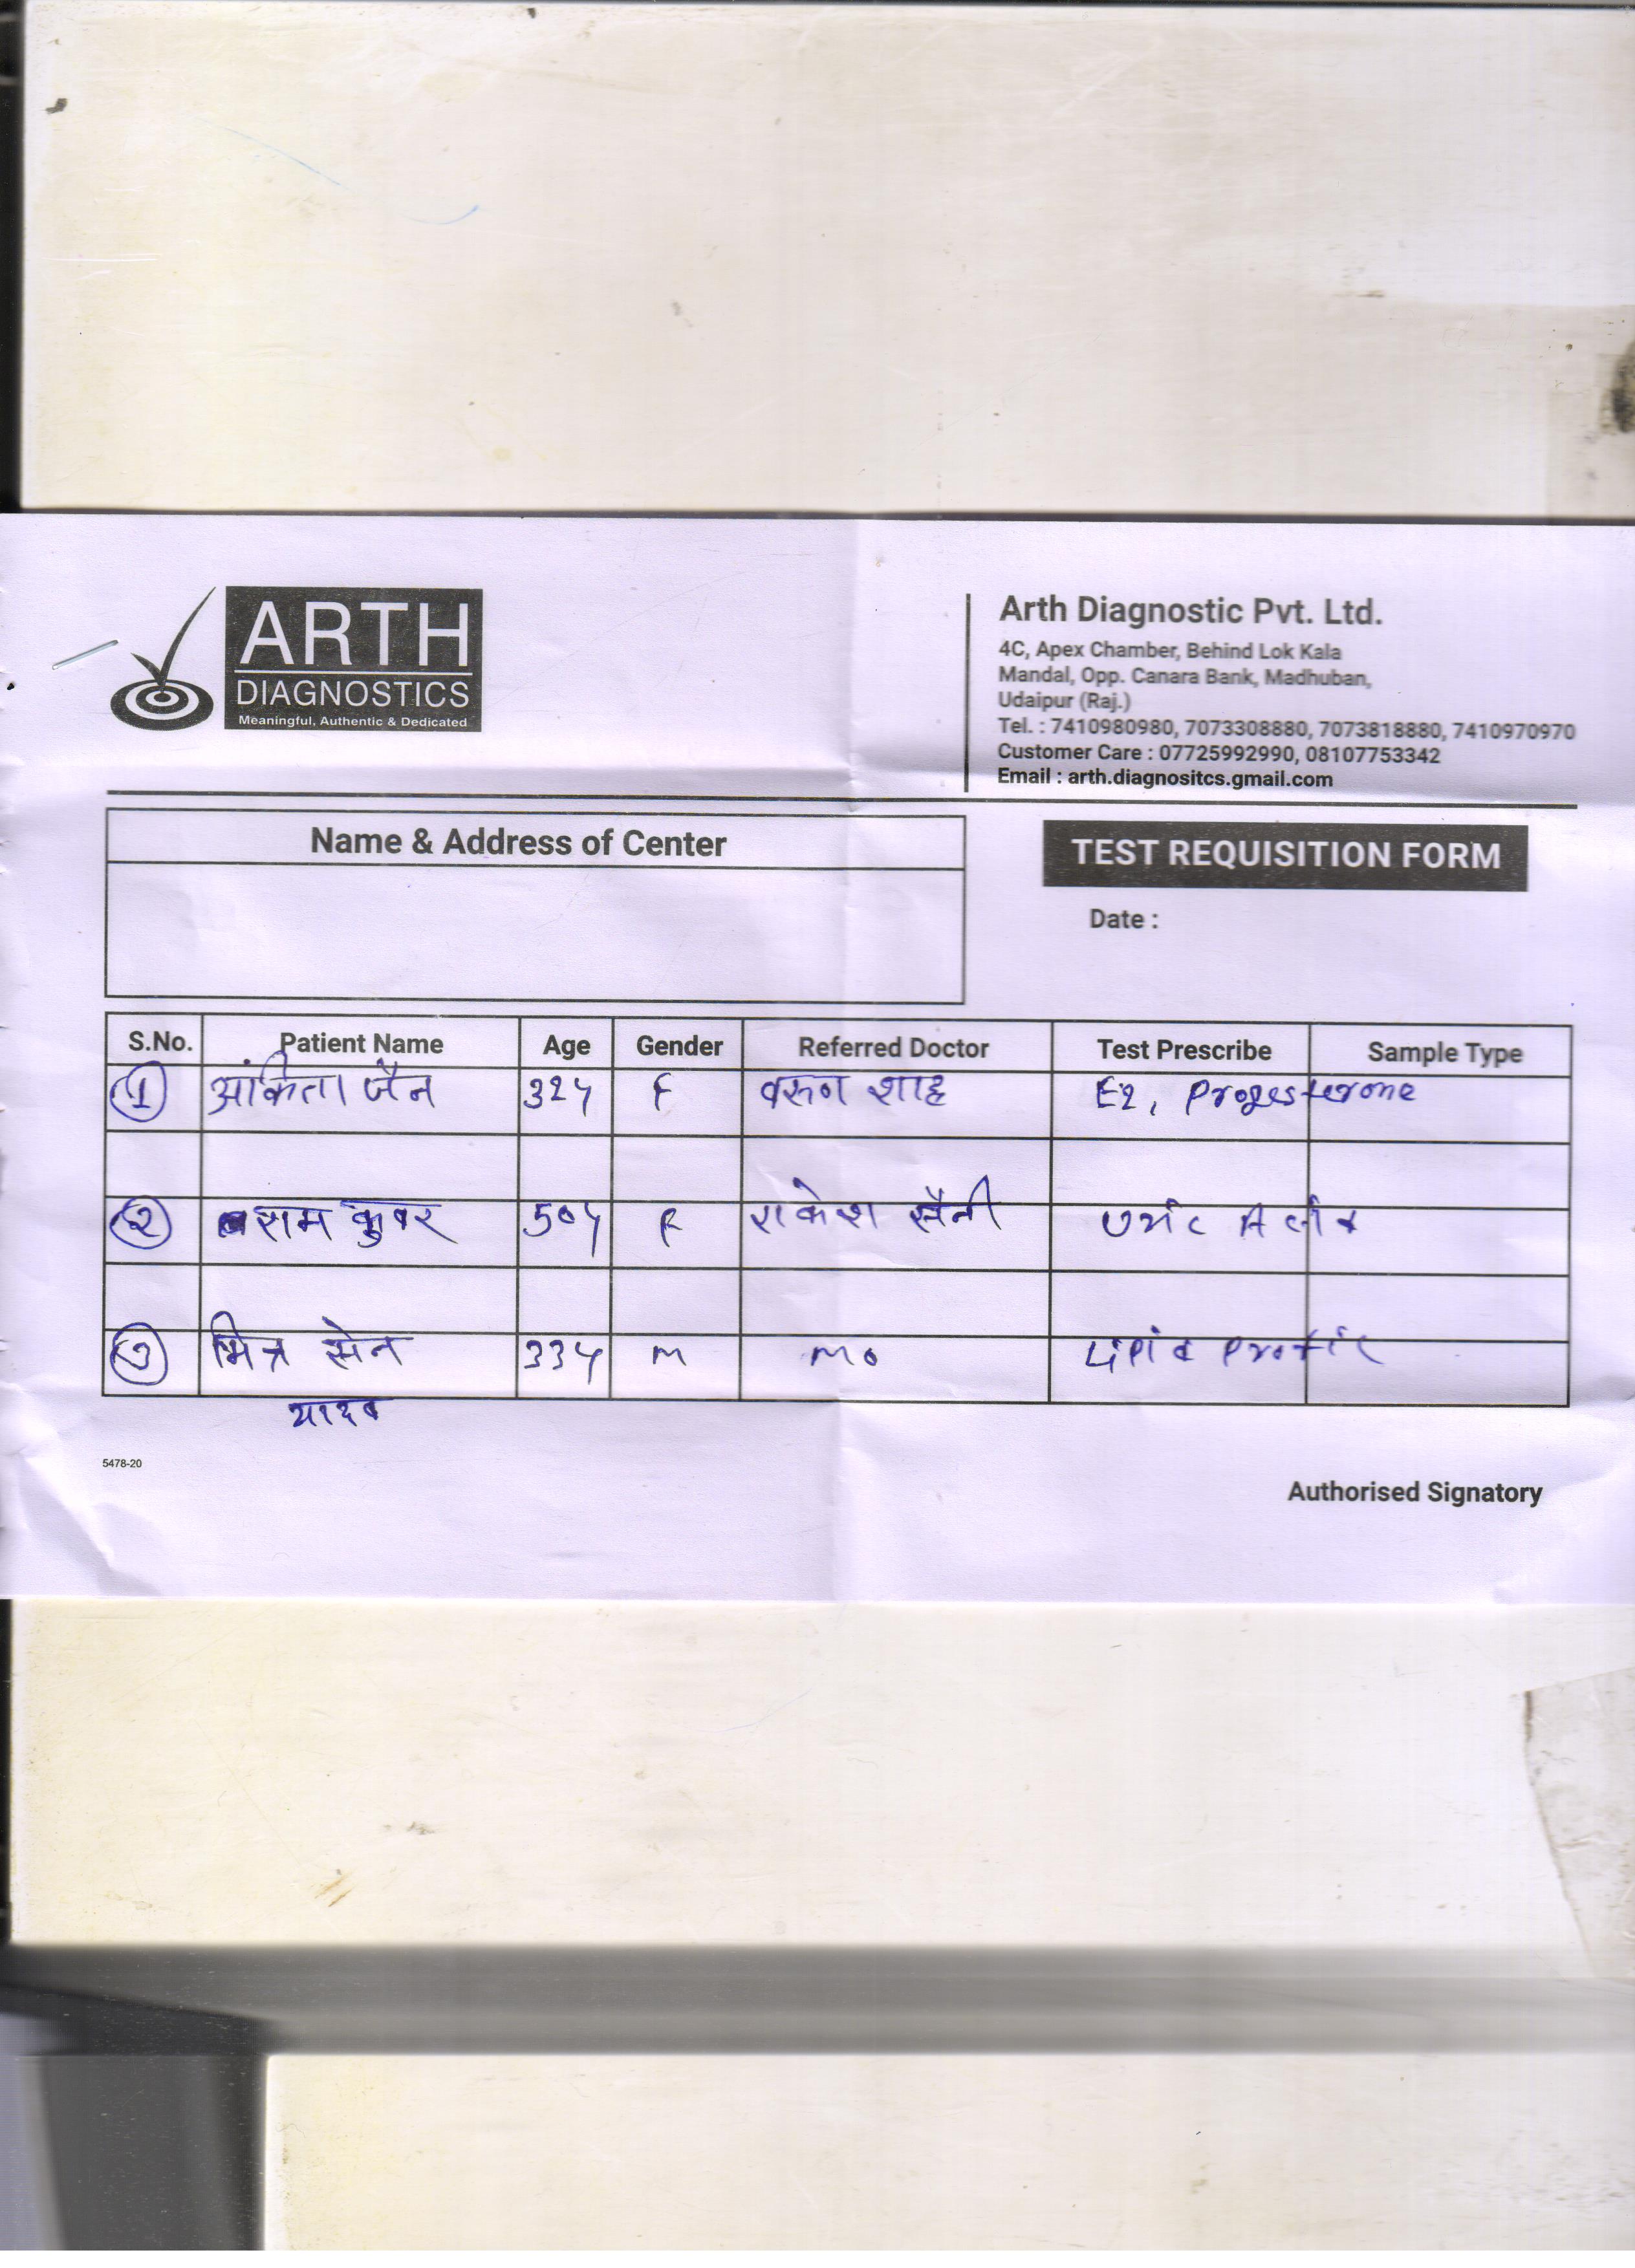 ARTH
DIAGNOSTICS
Meaningful, Authentic & Dedicated
Arth Diagnostic Pvt. Ltd.
4C, Apex Chamber, Behind Lok Kala
Mandal, Opp. Canara Bank, Madhuban,
Udaipur (Raj.)
Tel. : 7410980980, 7073308880, 7073818880, 7410970970
Customer Care : 07725992990, 08107753342
Email : arth.diagnositcs.gmail.com
Name & Address of Center
TEST REQUISITION FORM
Date :
S.No. Patient Name Age Gender Referred Doctor Test Prescribe Sample Type
1 अंकिता जैन 32y F वरूण शाह E2, Progesterone
2 राम कुवर 50y F राकेश सैनी
3 मित्र सेन 33y M Mo Lipid Profile
यादव
5478-20
Authorised Signatory